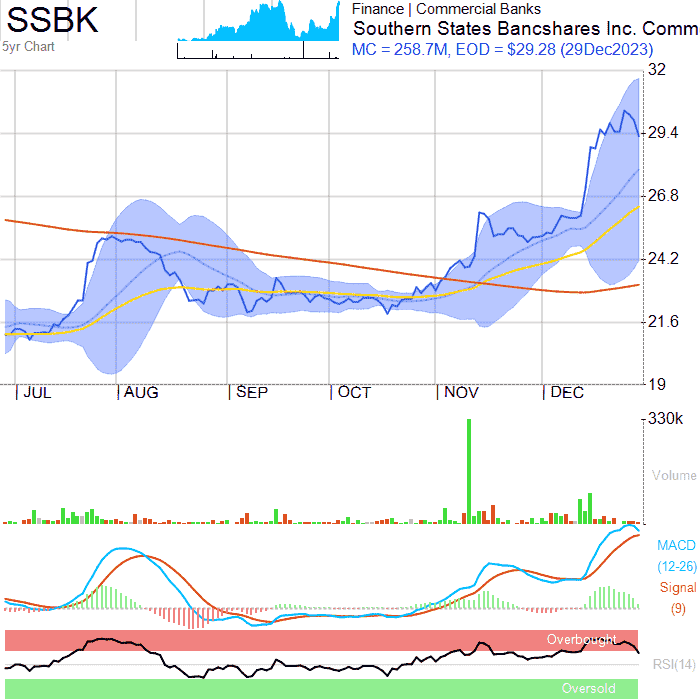 SSBK
5yr Chart
Finance | Commercial Banks
Southern States Bancshares Inc. Comm
MC = 258.7M, EOD = $29.28 (29Dec2023)
32
29.4
26.8
24.2
21.6
19
JUL AUG SEP OCT NOV DEC
330k
Volume
MACD
(12-26)
Signal
(9)
Overbought
RSI(14)
Oversold